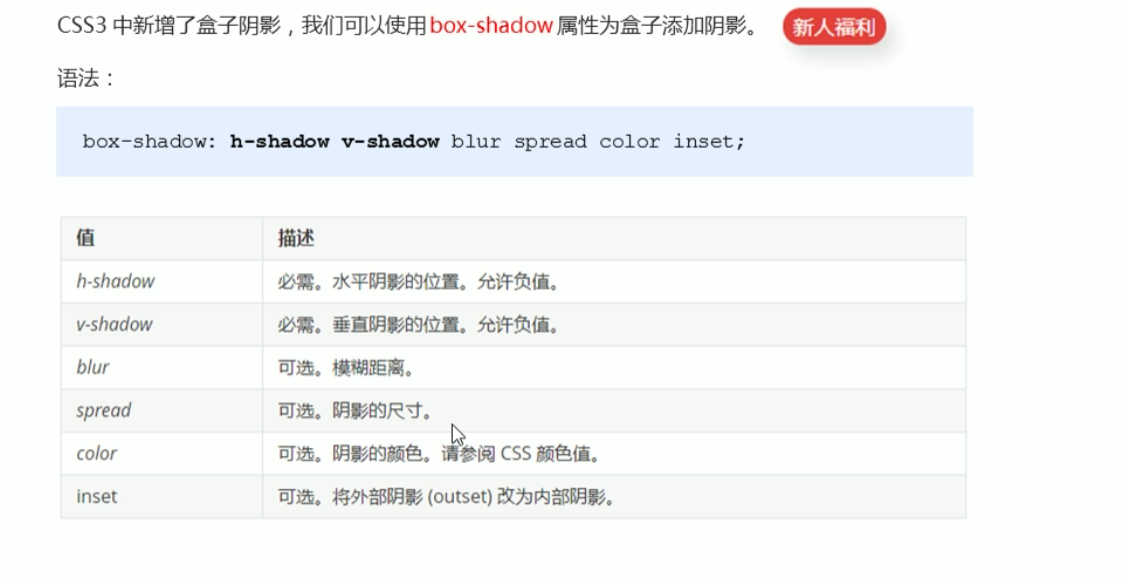 CSS3 中新增了盒子阴影，我们可以使用box-shadow属性为盒子添加阴影。 新人福利
语法：
box-shadow: h-shadow v-shadow blur spread color inset;
值 描述
h-shadow 必需。水平阴影的位置。允许负值。
v-shadow 必需。垂直阴影的位置。允许负值。
blur 可选。模糊距离。
spread 可选。阴影的尺寸。
color 可选。阴影的颜色。请参阅 CSS 颜色值。
inset 可选。将外部阴影 (outset) 改为内部阴影。